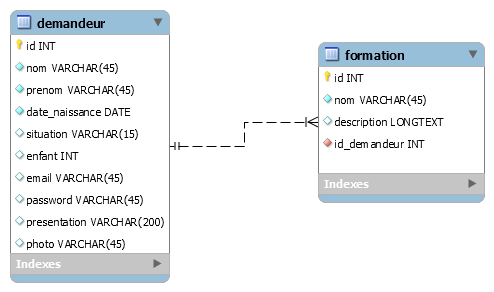 demandeur
id INT
nom VARCHAR(45)
prenom VARCHAR(45)
date_naissance DATE
situation VARCHAR(15)
enfant INT
email VARCHAR(45)
password VARCHAR(45)
presentation VARCHAR(200)
photo VARCHAR(45)
Indexes
formation
id INT
nom VARCHAR(45)
description LONGTEXT
id_demandeur INT
Indexes